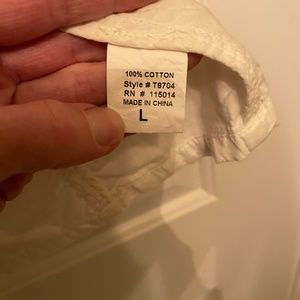 100% COTTON
Style # T8704
RN # 115014
MADE IN CHINA
L